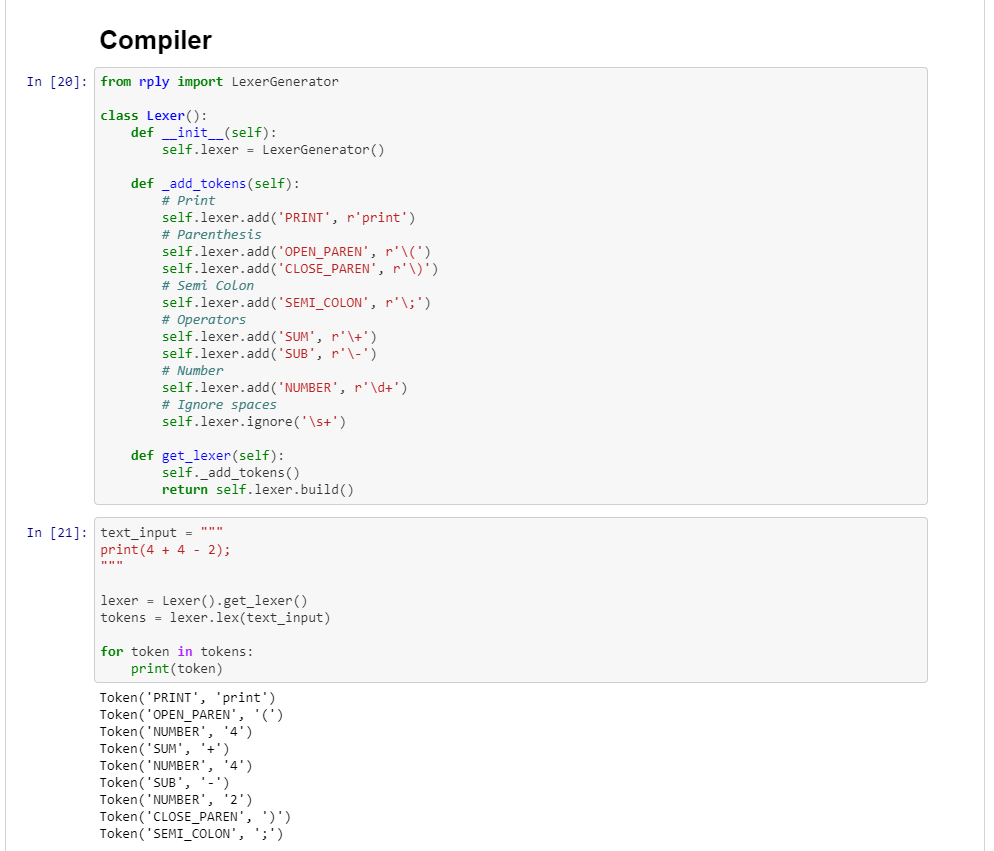 Compiler
In [20]: from rply import LexerGenerator
class Lexer():
    def __init__(self):
        self.lexer = LexerGenerator()
    def _add_tokens(self):
        # Print
        self.lexer.add('PRINT', r'print')
        # Parenthesis
        self.lexer.add('OPEN_PAREN', r'\(')
        self.lexer.add('CLOSE_PAREN', r'\)')
        # Semi Colon
        self.lexer.add('SEMI_COLON', r'\;')
        # Operators
        self.lexer.add('SUM', r'\+')
        self.lexer.add('SUB', r'\-')
        # Number
        self.lexer.add('NUMBER', r'\d+')
        # Ignore spaces
        self.lexer.ignore('\s+')
    def get_lexer(self):
        self._add_tokens()
        return self.lexer.build()
In [21]: text_input = """
print(4 + 4 - 2);
"""
lexer = Lexer().get_lexer()
tokens = lexer.lex(text_input)
for token in tokens:
    print(token)
Token('PRINT', 'print')
Token('OPEN_PAREN', '(')
Token('NUMBER', '4')
Token('SUM', '+')
Token('NUMBER', '4')
Token('SUB', '-')
Token('NUMBER', '2')
Token('CLOSE_PAREN', ')')
Token('SEMI_COLON', ';')